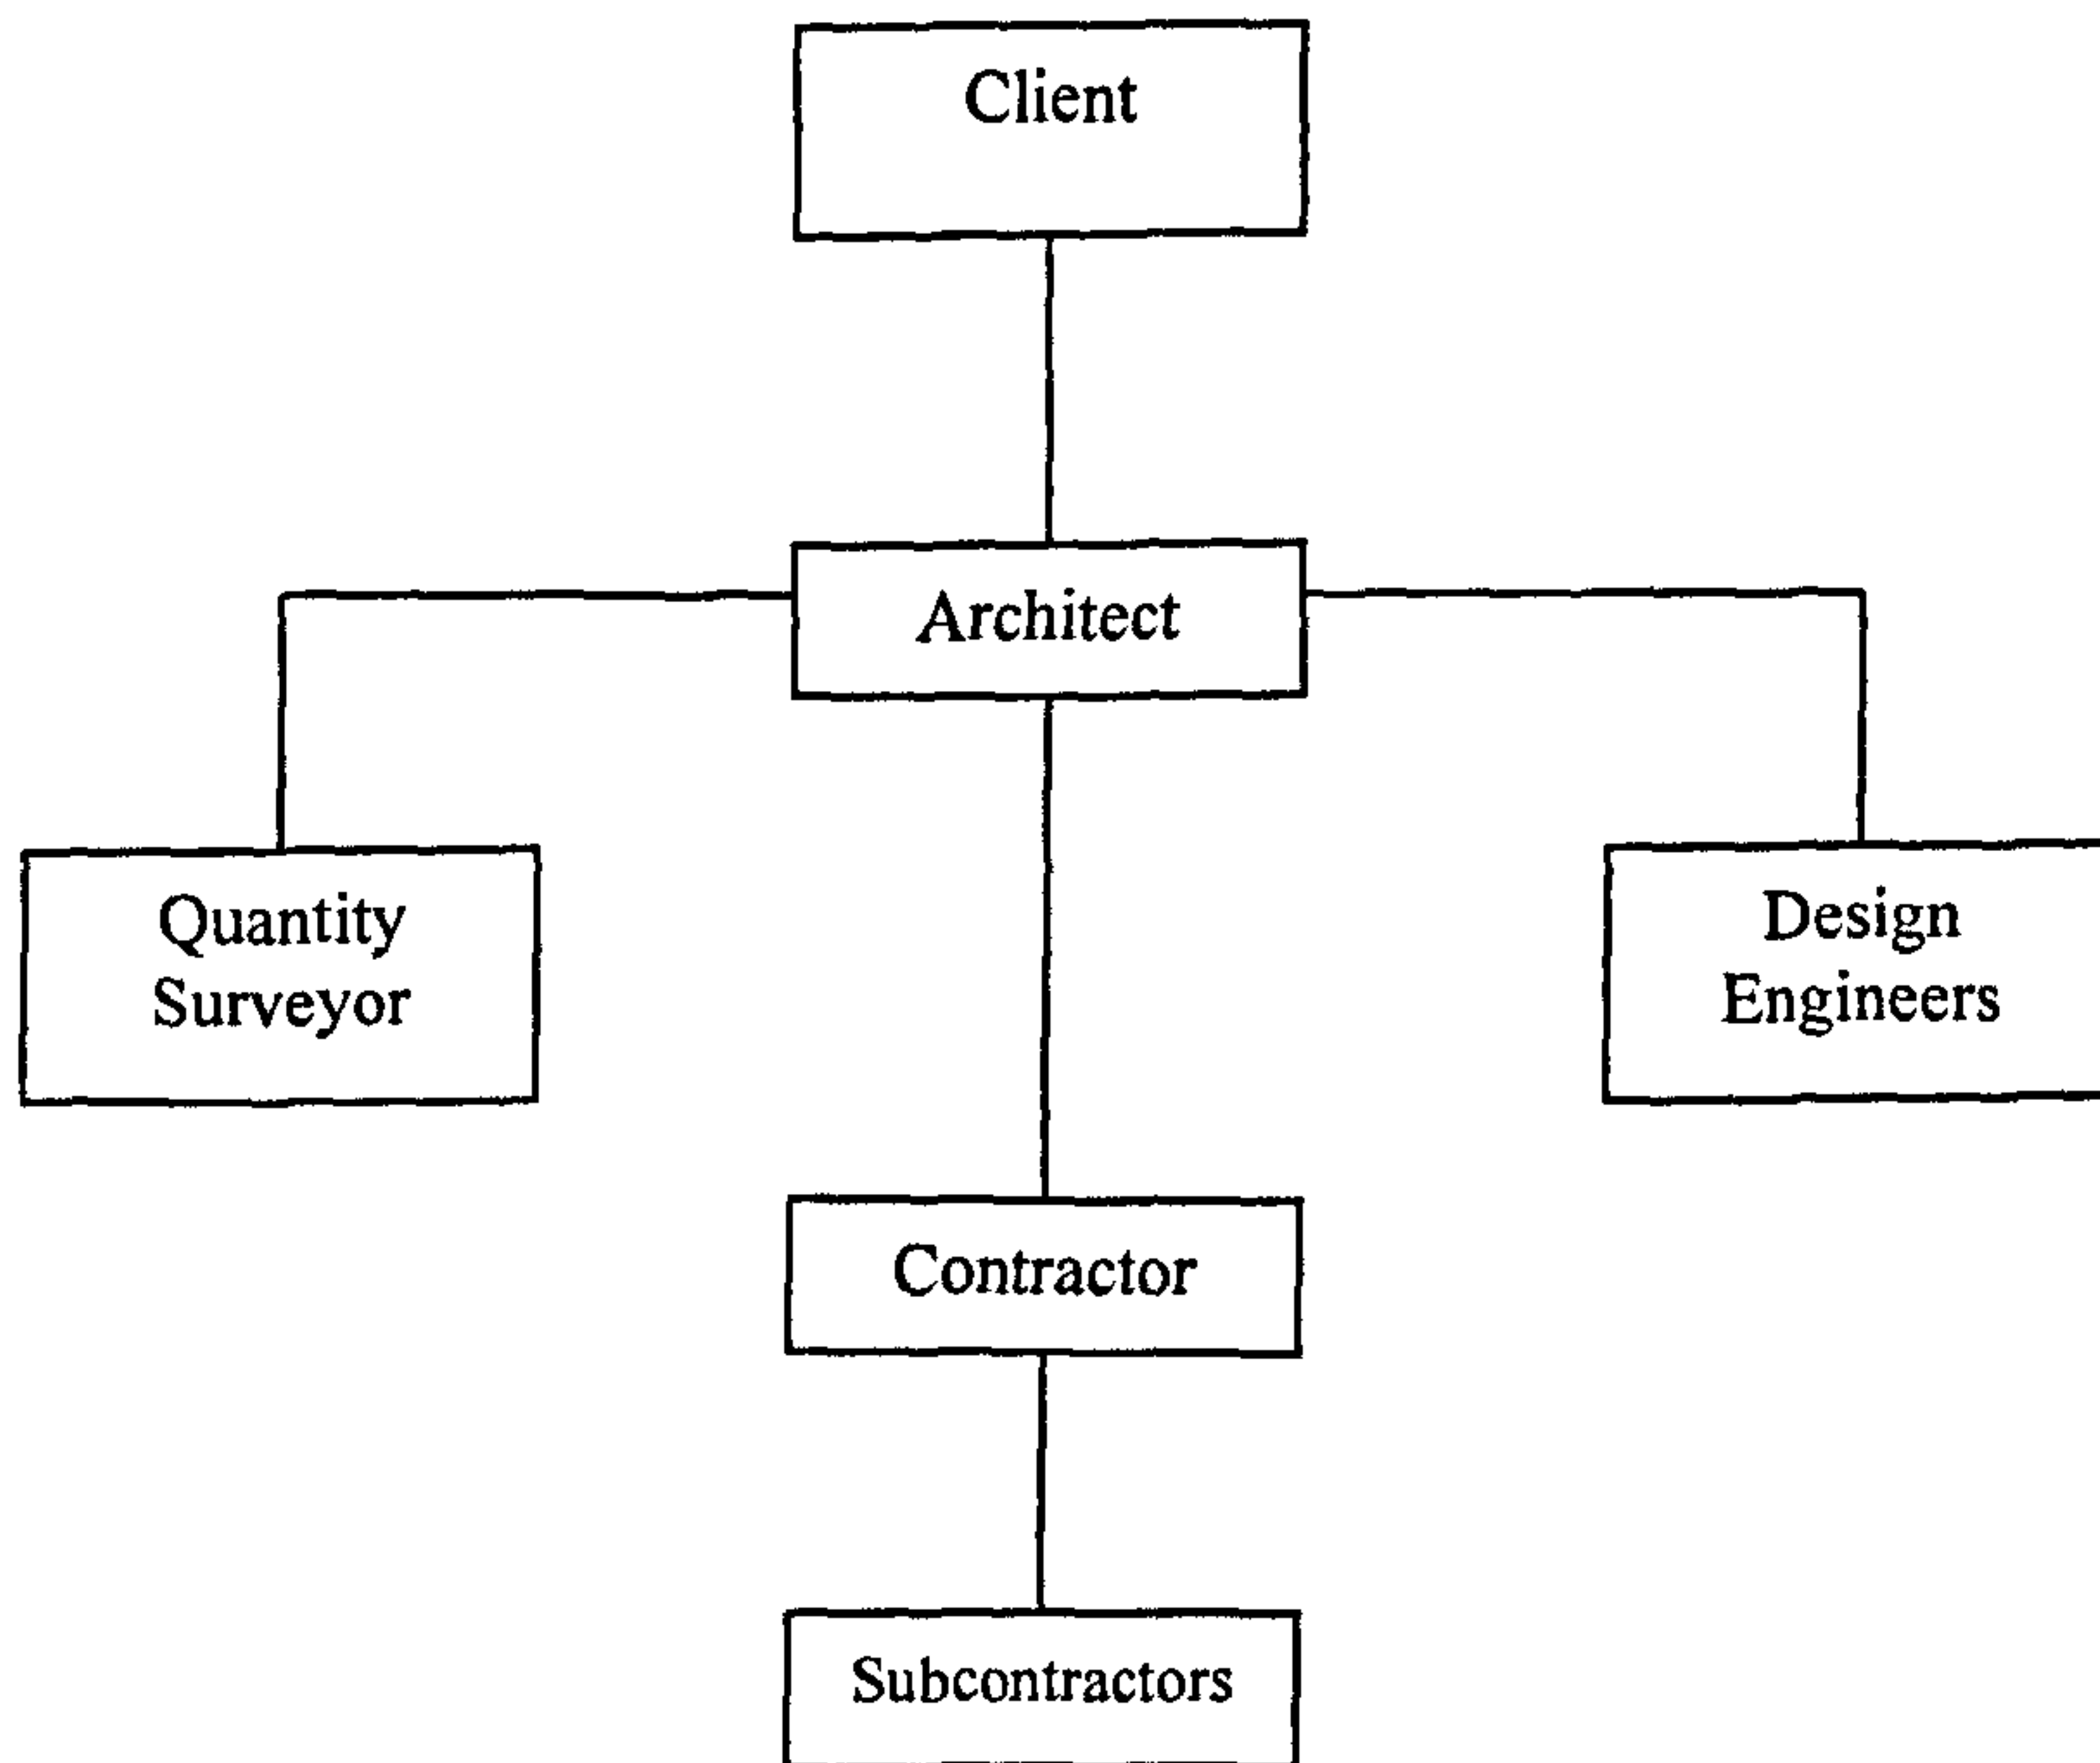 Client
Architect
Quantity
Surveyor
Design
Engineers
Contractor
Subcontractors